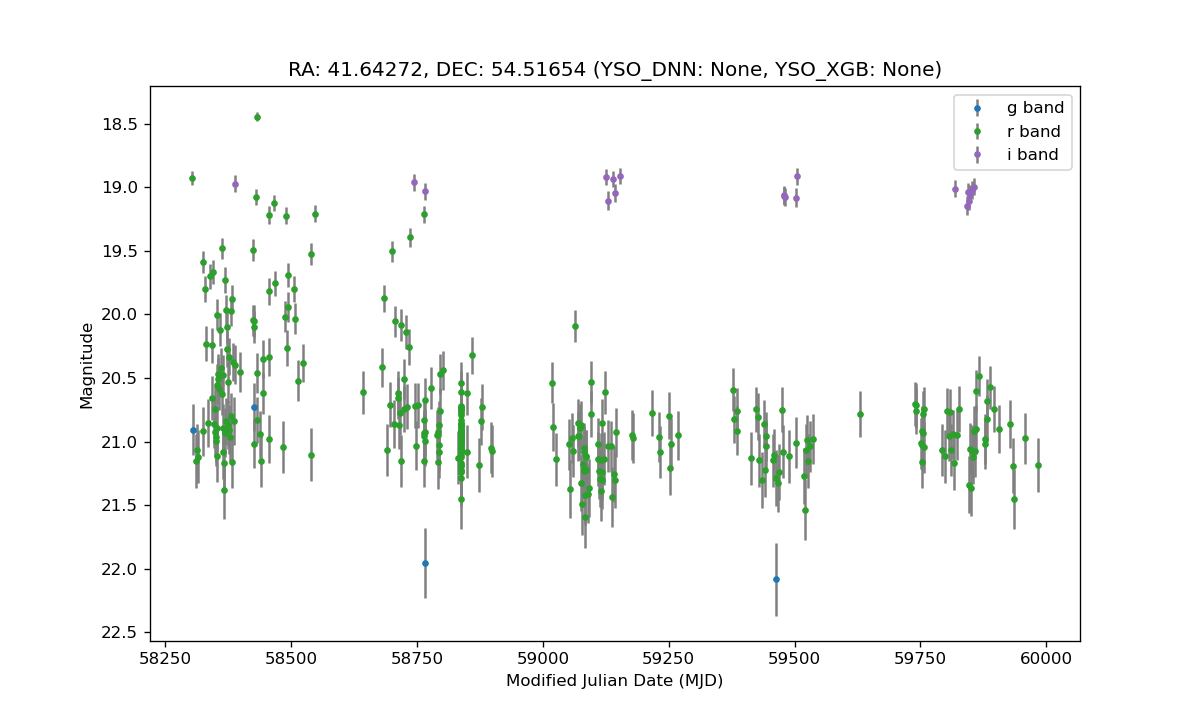 RA: 41.64272, DEC: 54.51654 (YSO_DNN: None, YSO_XGB: None)
g band
r band
i band
18.5
19.0
19.5
20.0
20.5
21.0
21.5
22.0
22.5
Magnitude
58250 58500 58750 59000 59250 59500 59750 60000
Modified Julian Date (MJD)